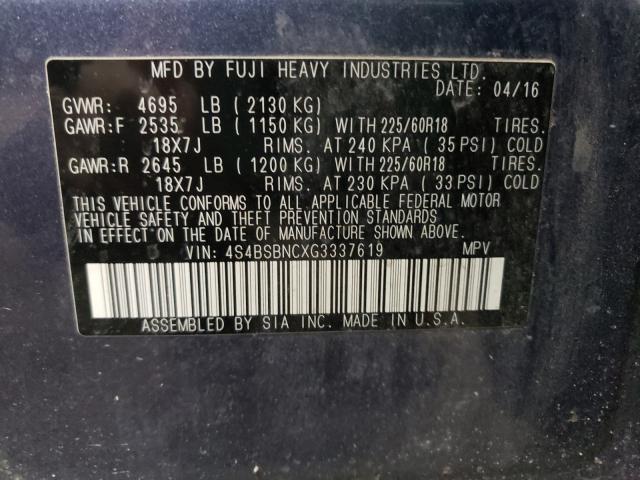 MFD BY FUJI HEAVY INDUSTRIES LTD.
DATE: 04/16
GVWR: 4695 LB ( 2130 KG)
GAWR:F 2535 LB ( 1150 KG) WITH 225/60R18 TIRES.
18X7J RIMS. AT 240 KPA ( 35 PSI) COLD
GAWR:R 2645 LB ( 1200 KG) WITH 225/60R18 TIRES.
18X7J RIMS. AT 230 KPA ( 33 PSI) COLD
THIS VEHICLE CONFORMS TO ALL APPLICABLE FEDERAL MOTOR
VEHICLE SAFETY AND THEFT PREVENTION STANDARDS
IN EFFECT ON THE DATE OF MANUFACTURE SHOWN ABOVE.
VIN: 4S4BSBNCXG3337619 MPV
ASSEMBLED BY SIA INC. MADE IN U.S.A.